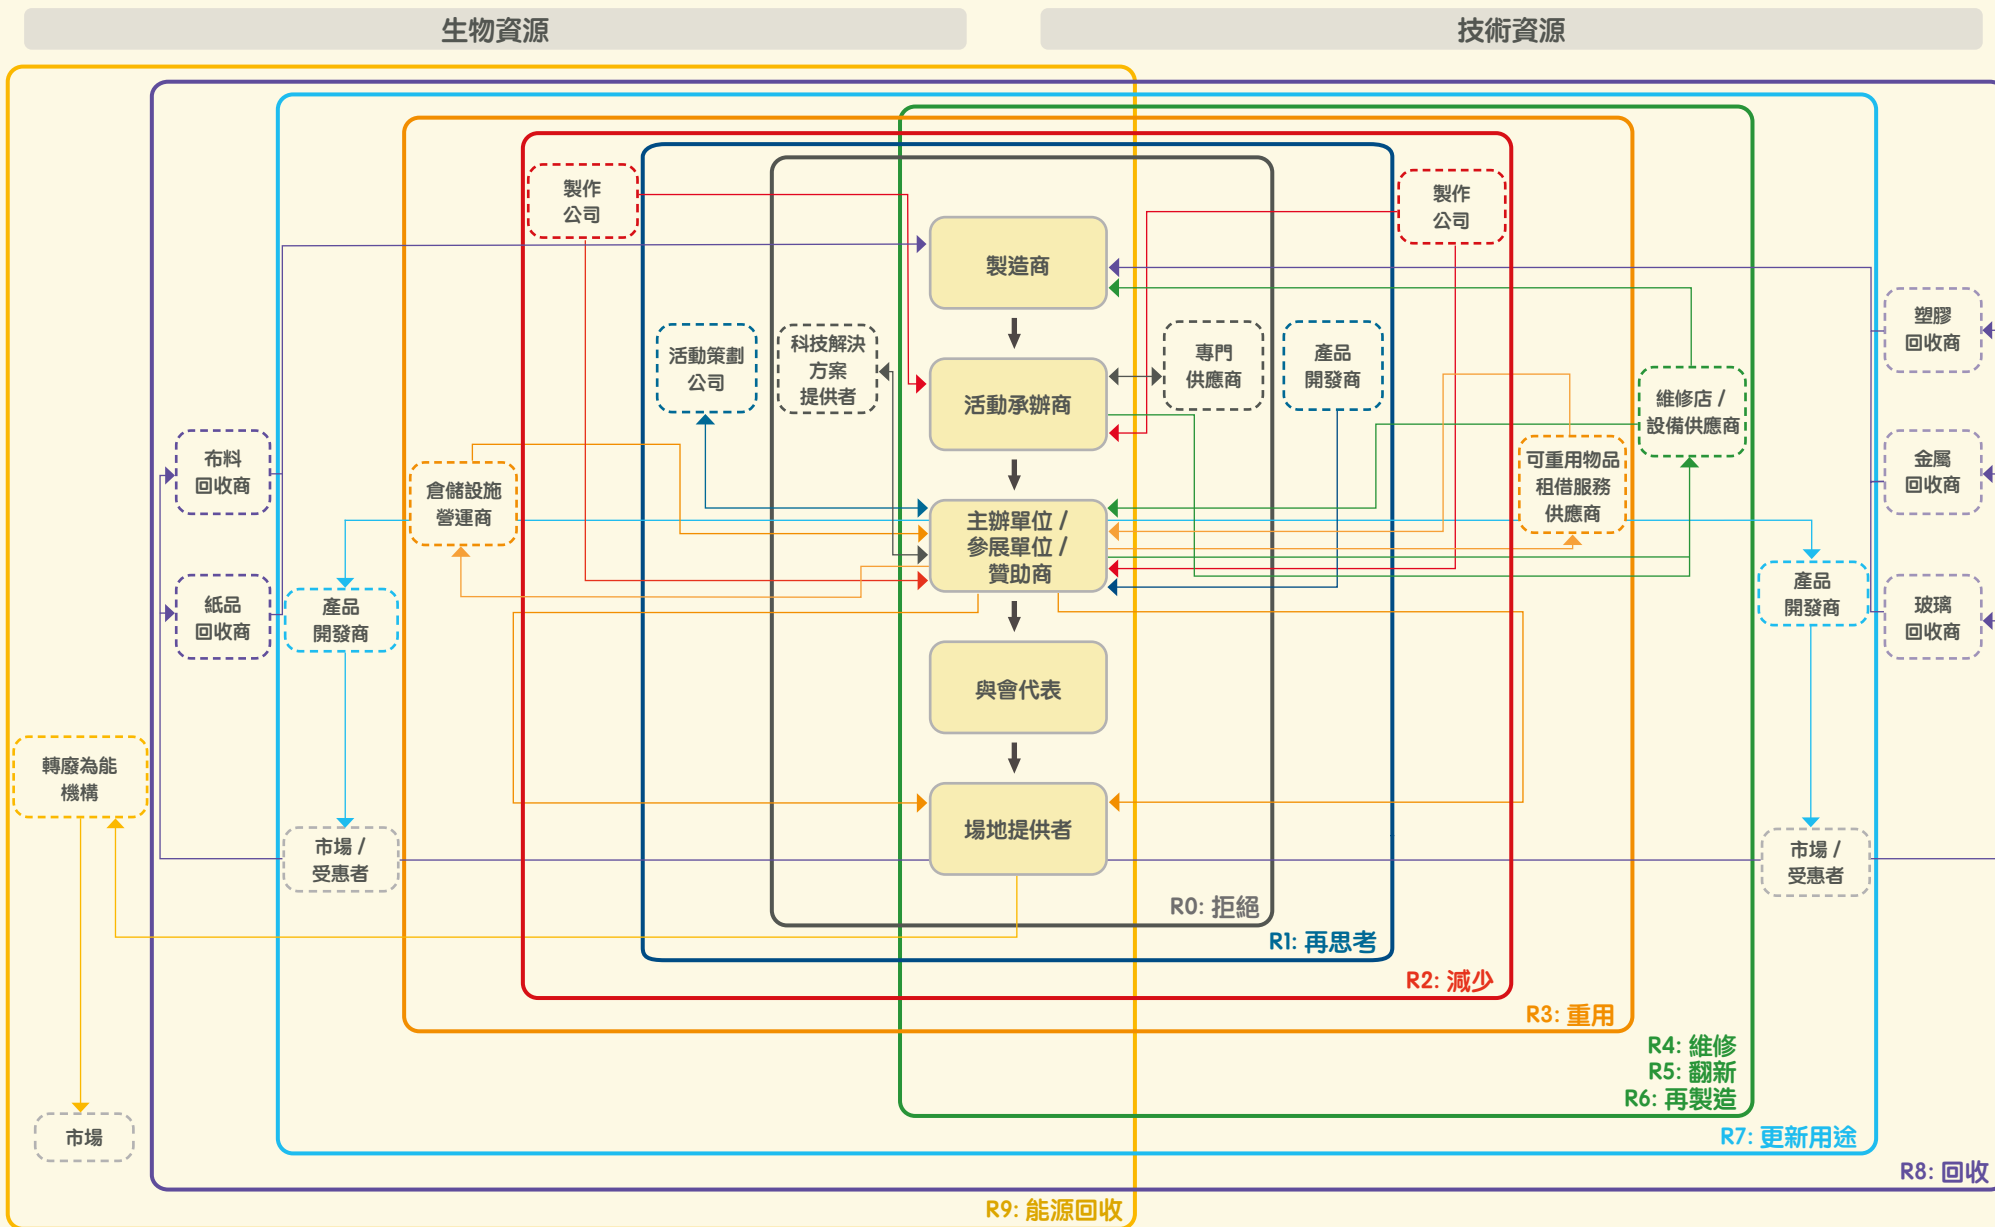 生物資源
技術資源
製作
公司
製作
公司
製造商
活動策劃
公司
科技解決
方案
提供者
活動承辦商
專門
供應商
產品
開發商
塑膠
回收商
維修店 /
設備供應商
布料
回收商
倉儲設施
營運商
可重用物品
租借服務
供應商
金屬
回收商
主辦單位 /
參展單位 /
贊助商
紙品
回收商
產品
開發商
產品
開發商
玻璃
回收商
與會代表
轉廢為能
機構
場地提供者
市場 /
受惠者
市場 /
受惠者
R0: 拒絕
R1: 再思考
R2: 減少
R3: 重用
R4: 維修
R5: 翻新
R6: 再製造
市場
R7: 更新用途
R8: 回收
R9: 能源回收